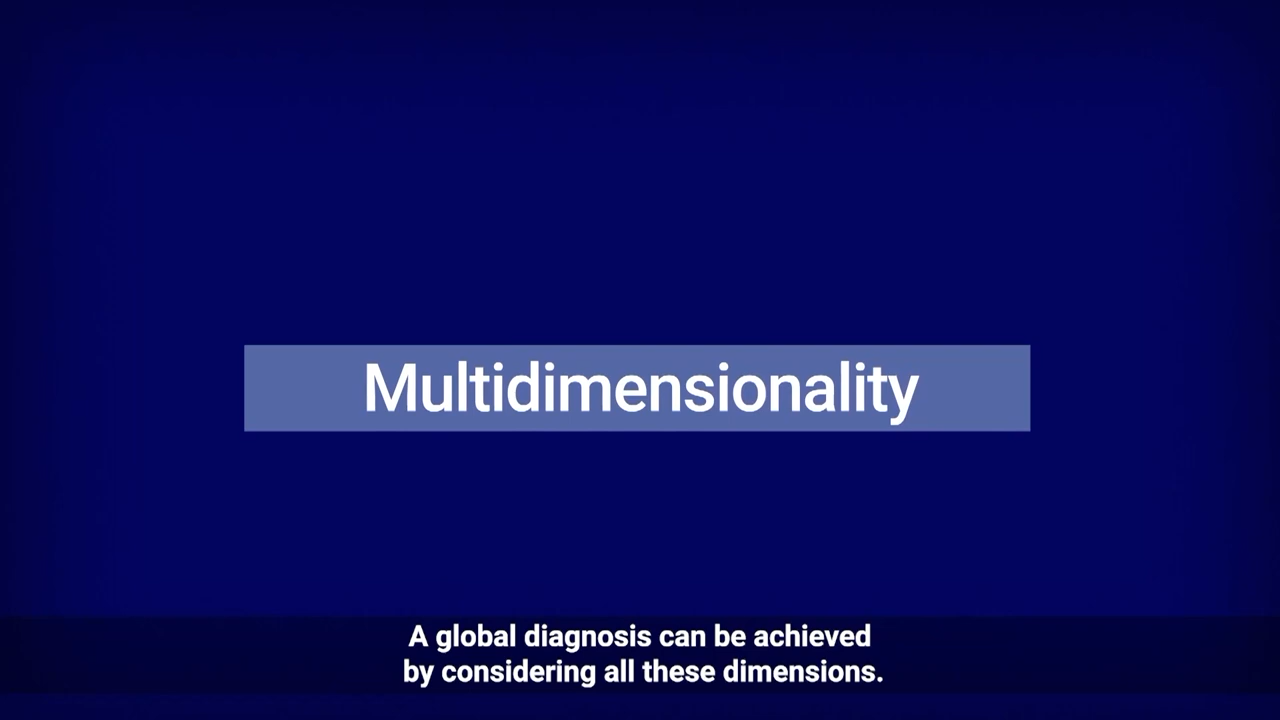 Multidimensionality
A global diagnosis can be achieved
by considering all these dimensions.